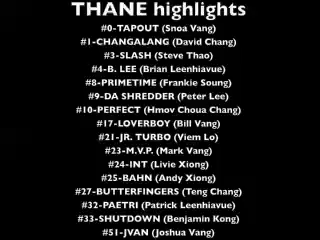 THANE highlights
#0-TAPOUT (Snoa Vang)
#1-CHANGALANG (David Chang)
#3-SLASH (Steve Thao)
#4-B. LEE (Brian Leenhiavue)
#8-PRIMETIME (Frankie Soung)
#9-DA SHREDDER (Peter Lee)
#10-PERFECT (Hmov Choua Chang)
#17-LOVERBOY (Bill Vang)
#21-JR. TURBO (Viem Lo)
#23-M.V.P. (Mark Vang)
#24-INT (Livie Xiong)
#25-BAHN (Andy Xiong)
#27-BUTTERFINGERS (Teng Chang)
#32-PAETRI (Patrick Leenhiavue)
#33-SHUTDOWN (Benjamin Kong)
#51-JVAN (Joshua Vang)